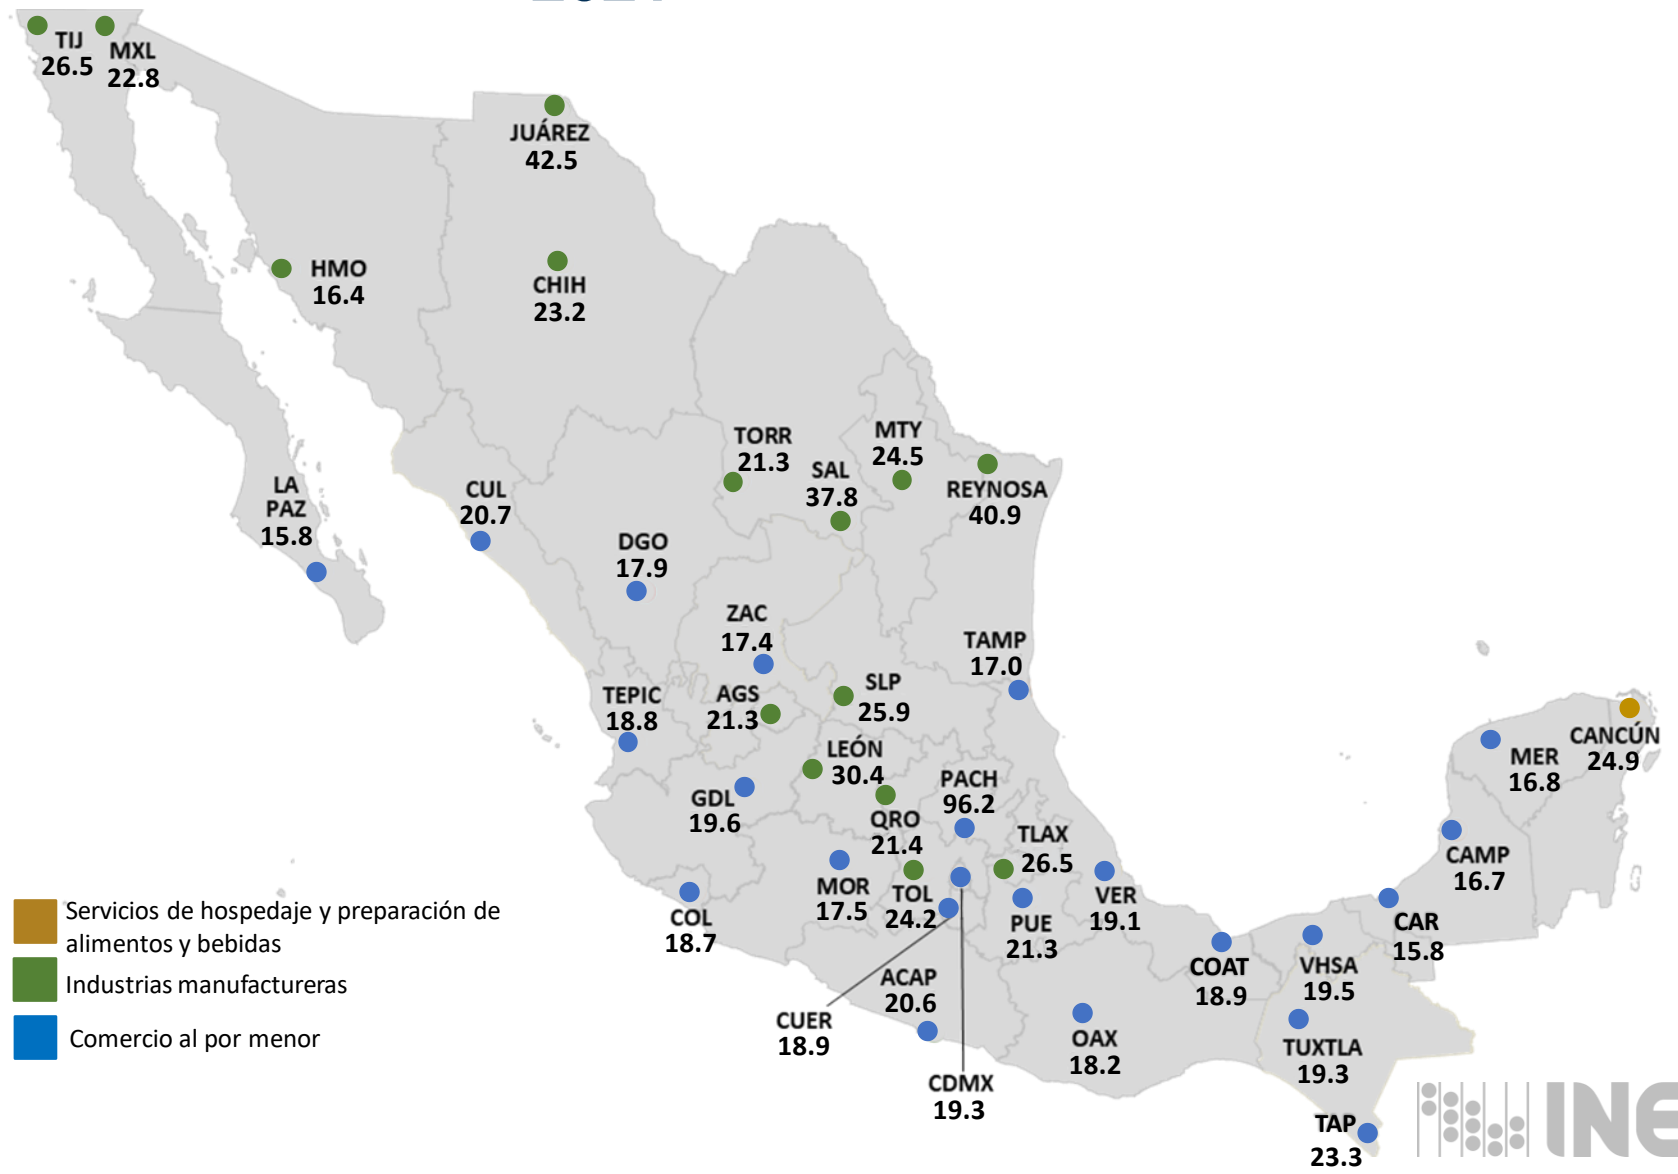 TIJ
26.5
MXL
22.8
JUÁREZ
42.5
HMO
16.4
CHIH
23.2
TORR
21.3
MTY
24.5
SAL
37.8
REYNOSA
40.9
LA
PAZ
15.8
CUL
20.7
DGO
17.9
ZAC
17.4
TAMP
17.0
TEPIC
18.8
AGS
21.3
SLP
25.9
LEÓN
30.4
PACH
96.2
CANCÚN
24.9
MER
16.8
GDL
19.6
QRO
21.4
TLAX
26.5
CAMP
16.7
MOR
17.5
TOL
24.2
VER
19.1
PUE
21.3
COL
18.7
CAR
15.8
COAT
18.9
VHSA
19.5
ACAP
20.6
CUER
18.9
OAX
18.2
TUXTLA
19.3
CDMX
19.3
TAP
23.3
Servicios de hospedaje y preparación de
alimentos y bebidas
Industrias manufactureras
Comercio al por menor
INE